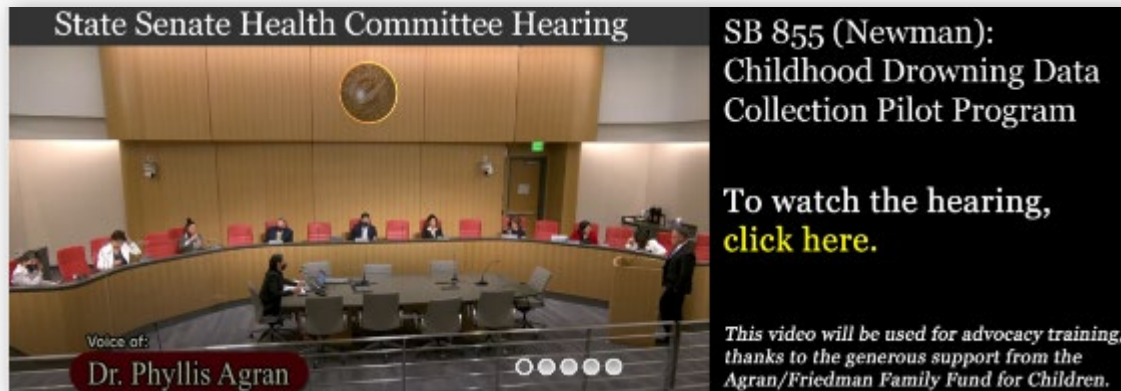 State Senate Health Committee Hearing
Voice of:
Dr. Phyllis Agran
SB 855 (Newman):
Childhood Drowning Data
Collection Pilot Program
To watch the hearing,
click here.
This video will be used for advocacy training,
thanks to the generous support from the
Agran/Friedman Family Fund for Children.